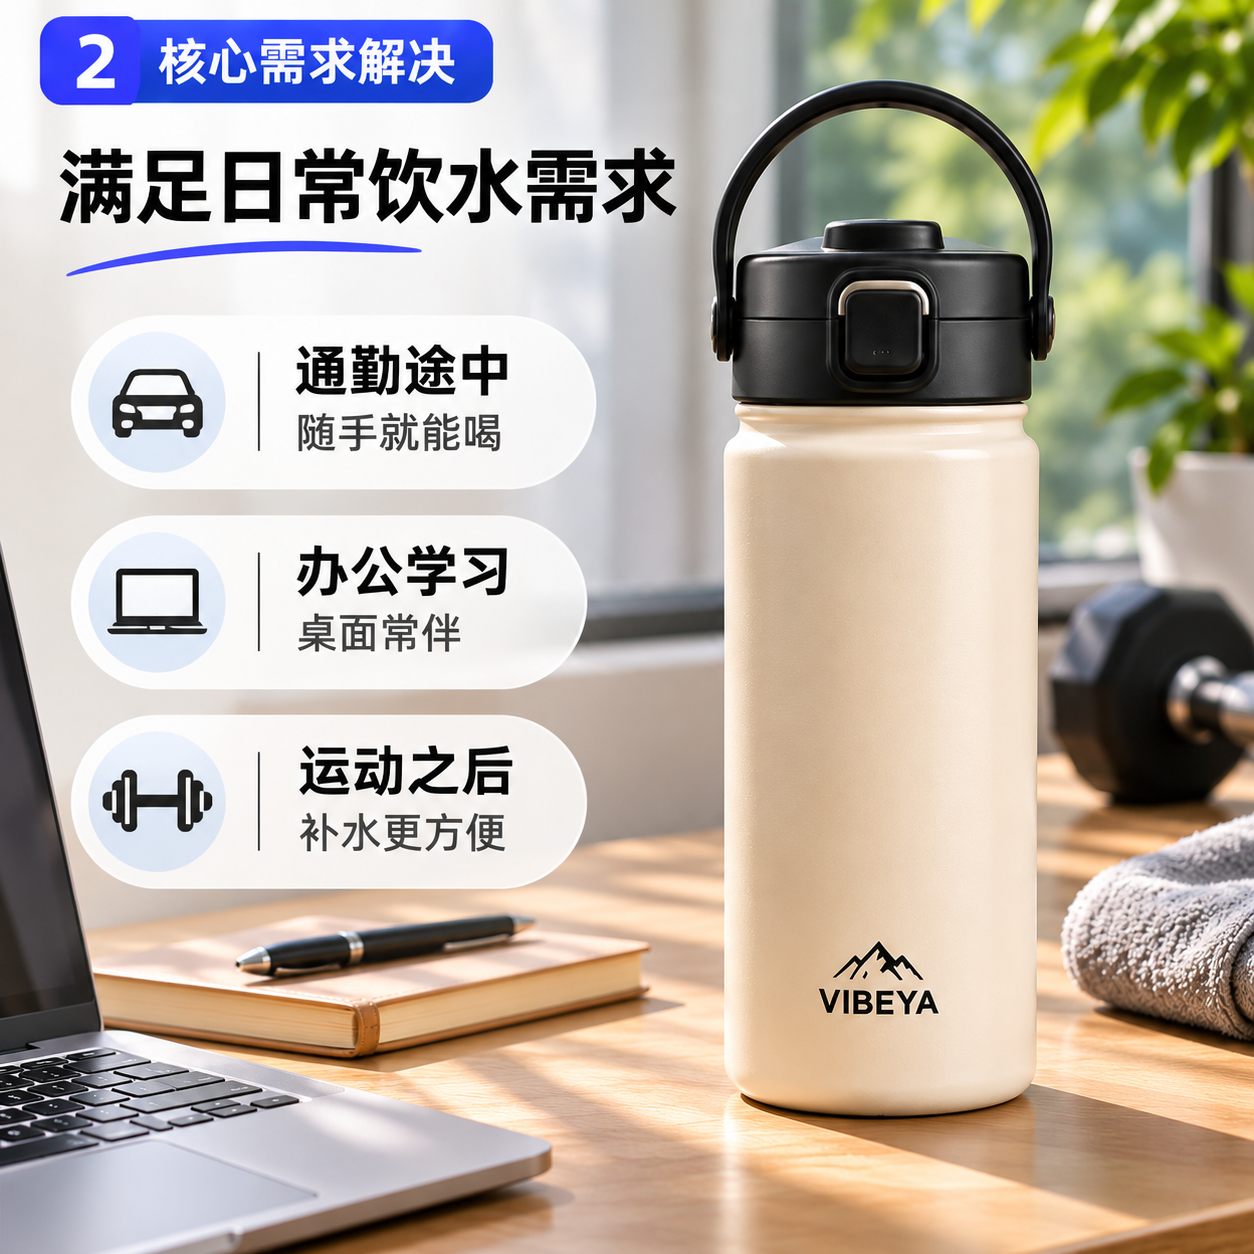 2 核心需求解决
满足日常饮水需求
通勤途中
随手就能喝
办公学习
桌面常伴
运动之后
补水更方便
VIBEYA